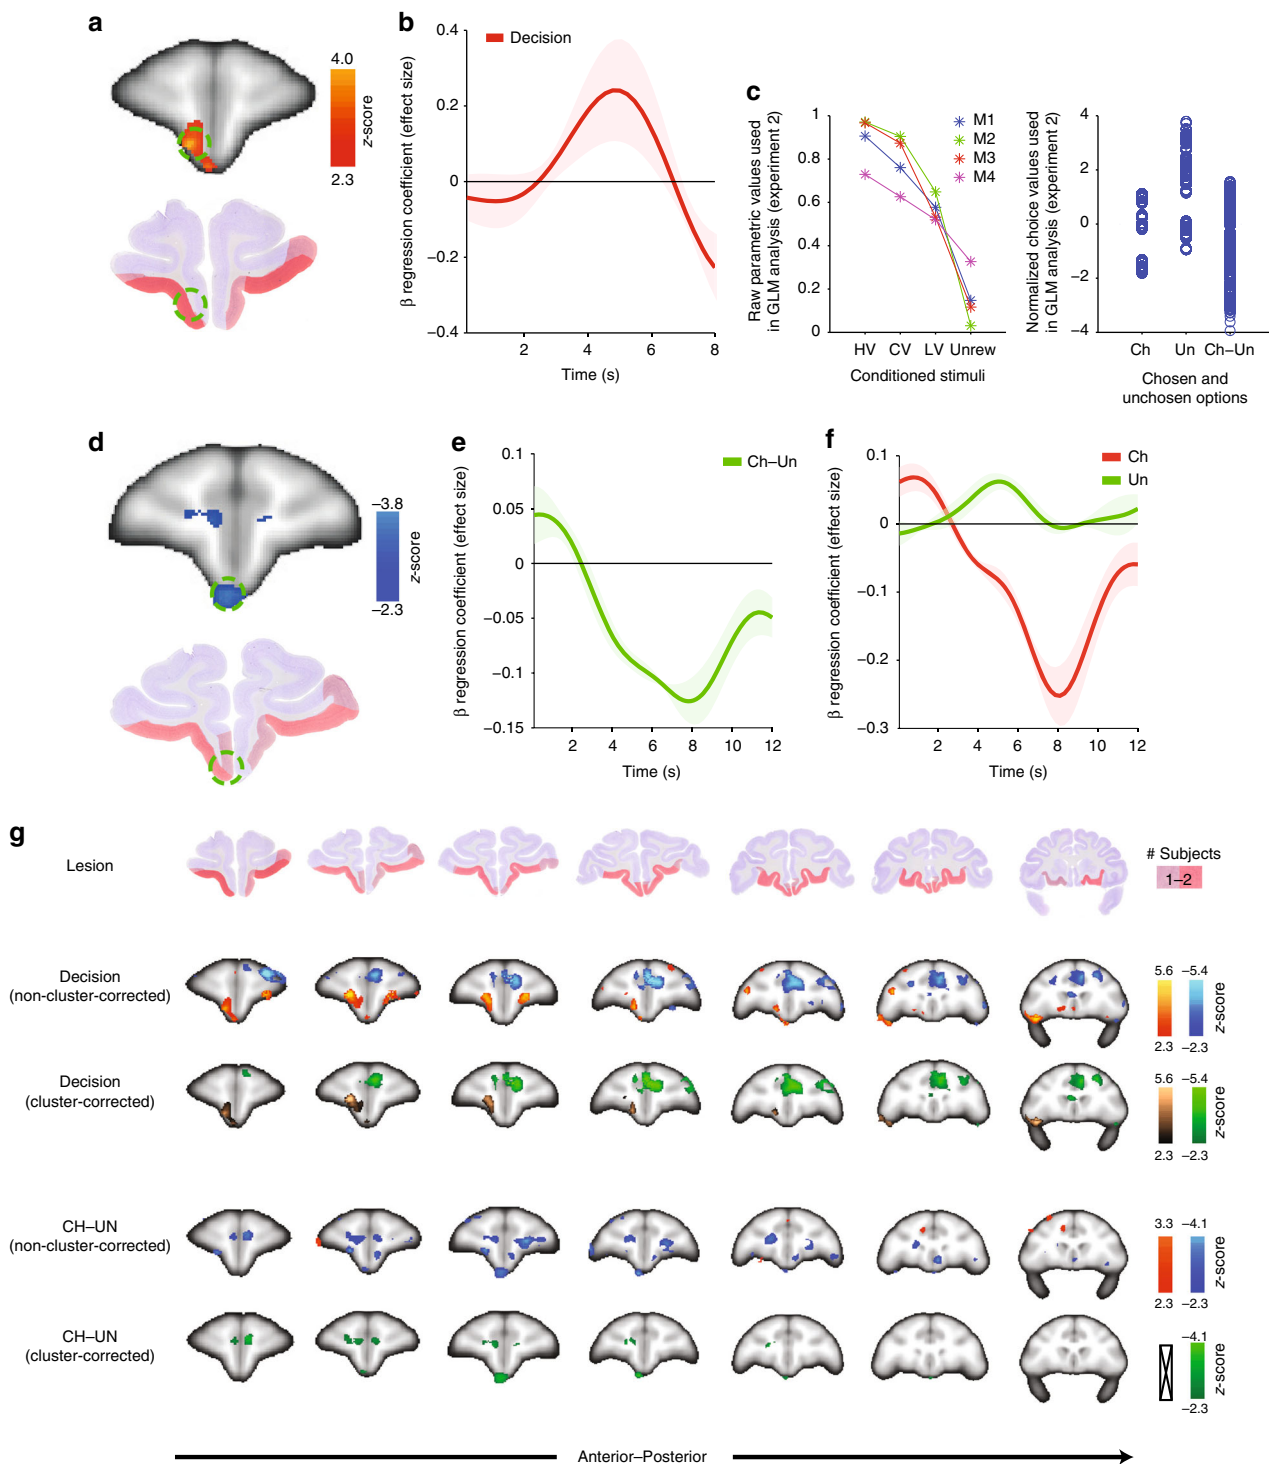 a
4.0
z-score
2.3
b
0.4
0.2
0
−0.2
−0.4
β regression coefficient (effect size)
Decision
2
4
6
8
Time (s)
c
1
0.8
0.6
0.4
0.2
0
Raw parametric values used
in GLM analysis (experiment 2)
M1
M2
M3
M4
HV
CV
LV
Unrew
Conditioned stimuli
4
2
0
−2
−4
Normalized choice values used
in GLM analysis (experiment 2)
Ch
Un
Ch–Un
Chosen and
unchosen options
d
−3.8
z-score
−2.3
e
0.1
0.05
0
−0.05
−0.1
−0.15
β regression coefficient (effect size)
Ch–Un
2
4
6
8
10
12
Time (s)
f
0.1
0
−0.1
−0.2
−0.3
β regression coefficient (effect size)
Ch
Un
2
4
6
8
10
12
Time (s)
g
Lesion
# Subjects
1–2
Decision
(non-cluster-corrected)
5.6 −5.4
z-score
2.3 −2.3
Decision
(cluster-corrected)
5.6 −5.4
z-score
2.3 −2.3
CH–UN
(non-cluster-corrected)
3.3 −4.1
z-score
2.3 −2.3
CH–UN
(cluster-corrected)
−4.1
z-score
−2.3
Anterior–Posterior